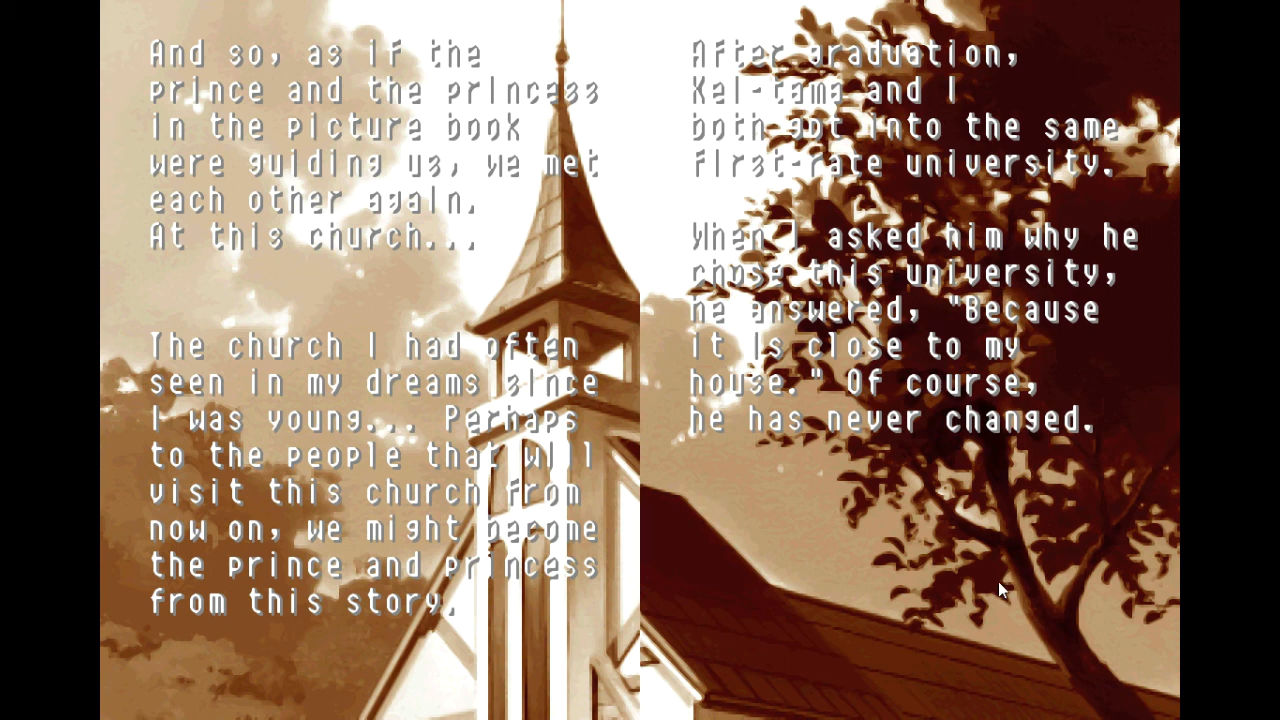 And so, as if the
prince and the princess
in the picture book
were guiding us, we met
each other again.
At this church...
The church I had often
seen in my dreams since
I was young... Perhaps
to the people that will
visit this church from
now on, we might become
the prince and princess
from this story.
After graduation,
Kei-tama and I
both got into the same
first-rate university.
When I asked him why he
chose this university,
he answered, "Because
it is close to my
house." Of course,
he has never changed.